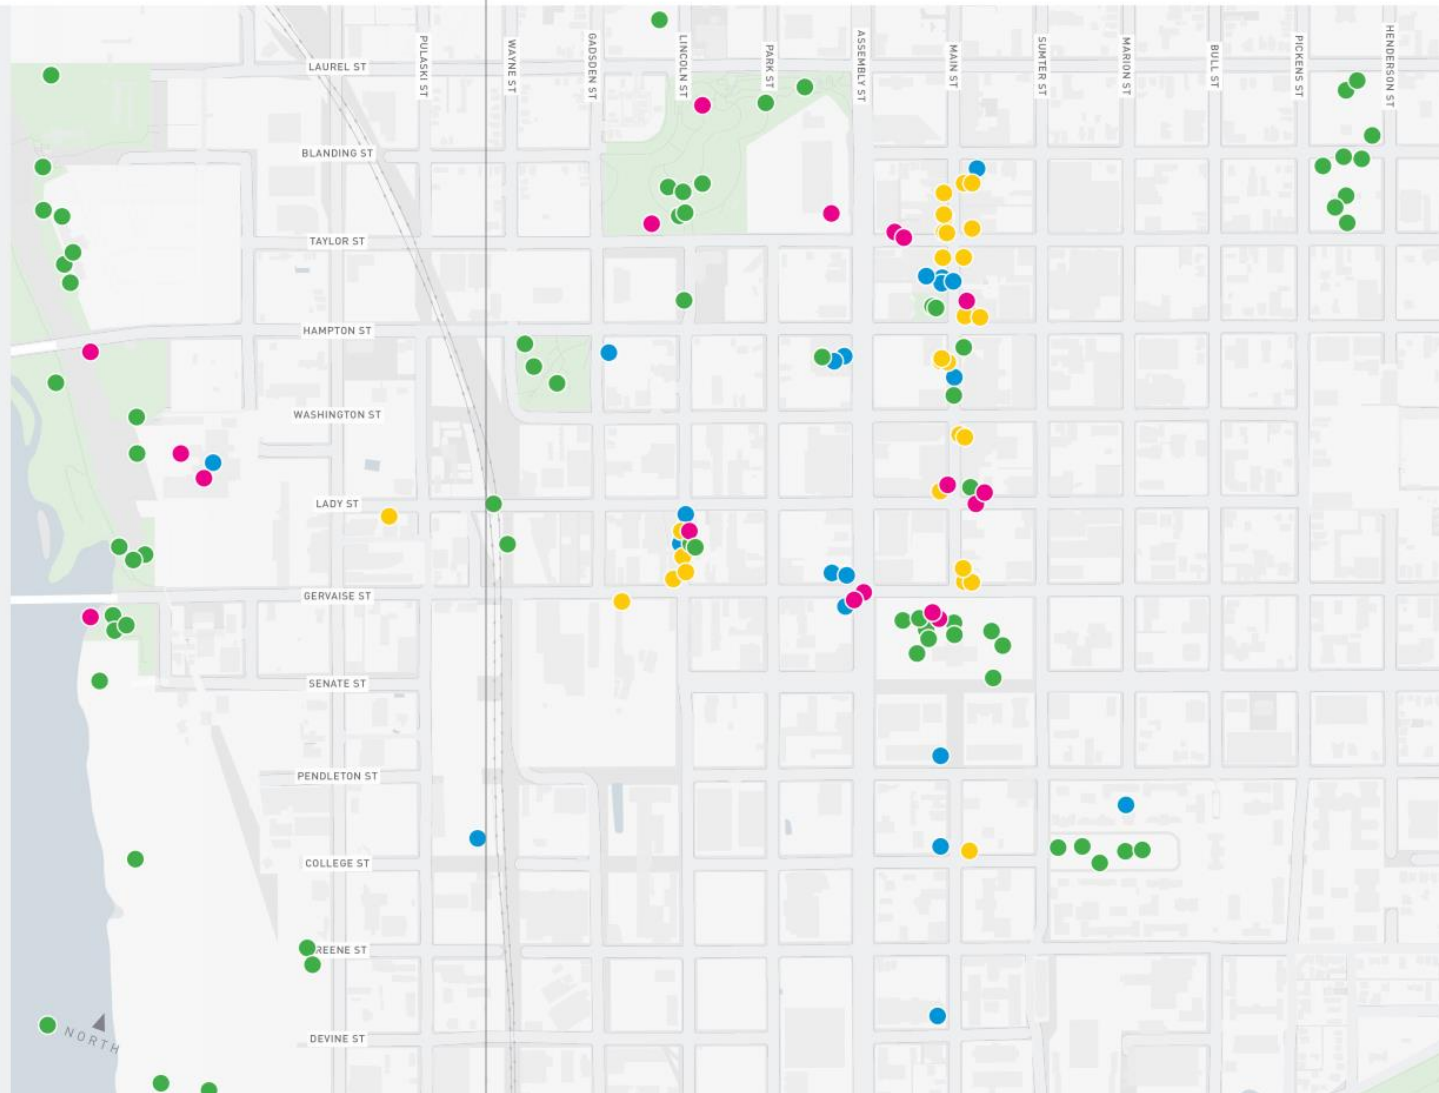 PULASKI ST
WAYNE ST
GADSDEN ST
LINCOLN ST
PARK ST
ASSEMBLY ST
MAIN ST
SUMTER ST
MARION ST
BULL ST
PICKENS ST
HENDERSON ST
LAUREL ST
BLANDING ST
TAYLOR ST
HAMPTON ST
WASHINGTON ST
LADY ST
GERVAISE ST
SENATE ST
PENDLETON ST
COLLEGE ST
REENE ST
NORTH
DEVINE ST